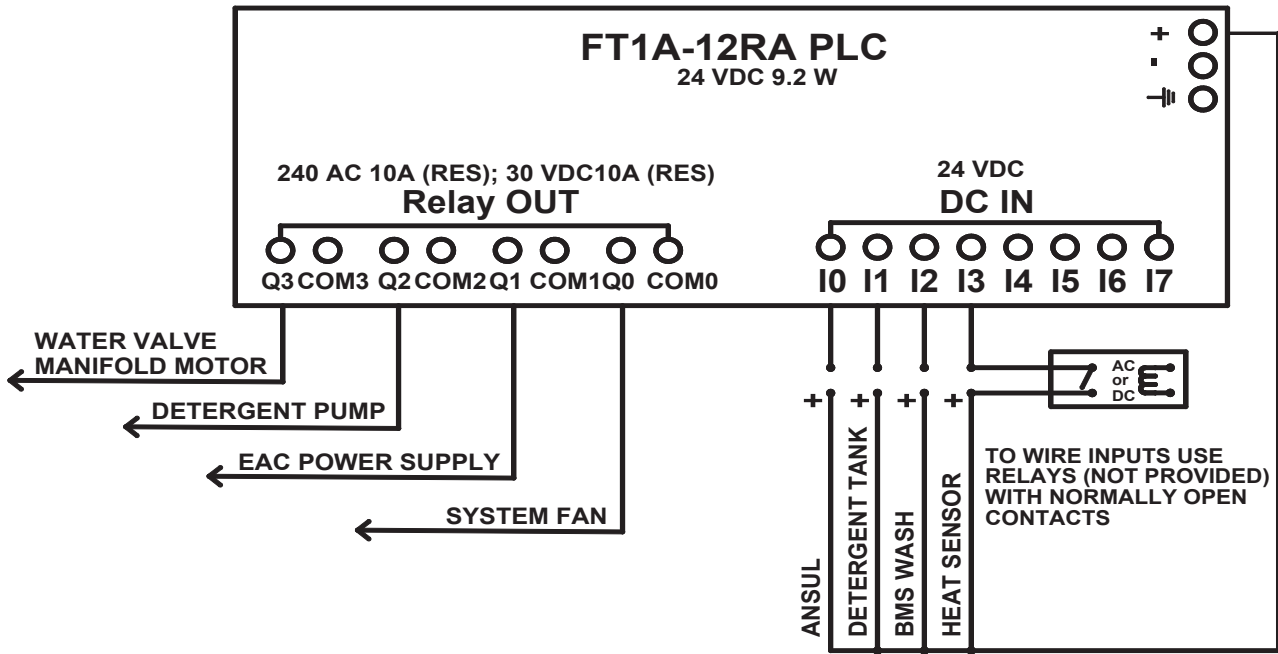 FT1A-12RA PLC
24 VDC 9.2 W
+
-
240 AC 10A (RES); 30 VDC10A (RES)
Relay OUT
24 VDC
DC IN
Q3 COM3 Q2 COM2 Q1 COM1 Q0 COM0
I0 I1 I2 I3 I4 I5 I6 I7
WATER VALVE
MANIFOLD MOTOR
DETERGENT PUMP
EAC POWER SUPPLY
SYSTEM FAN
+ + + +
ANSUL
DETERGENT TANK
BMS WASH
HEAT SENSOR
AC
or
DC
TO WIRE INPUTS USE
RELAYS (NOT PROVIDED)
WITH NORMALLY OPEN
CONTACTS